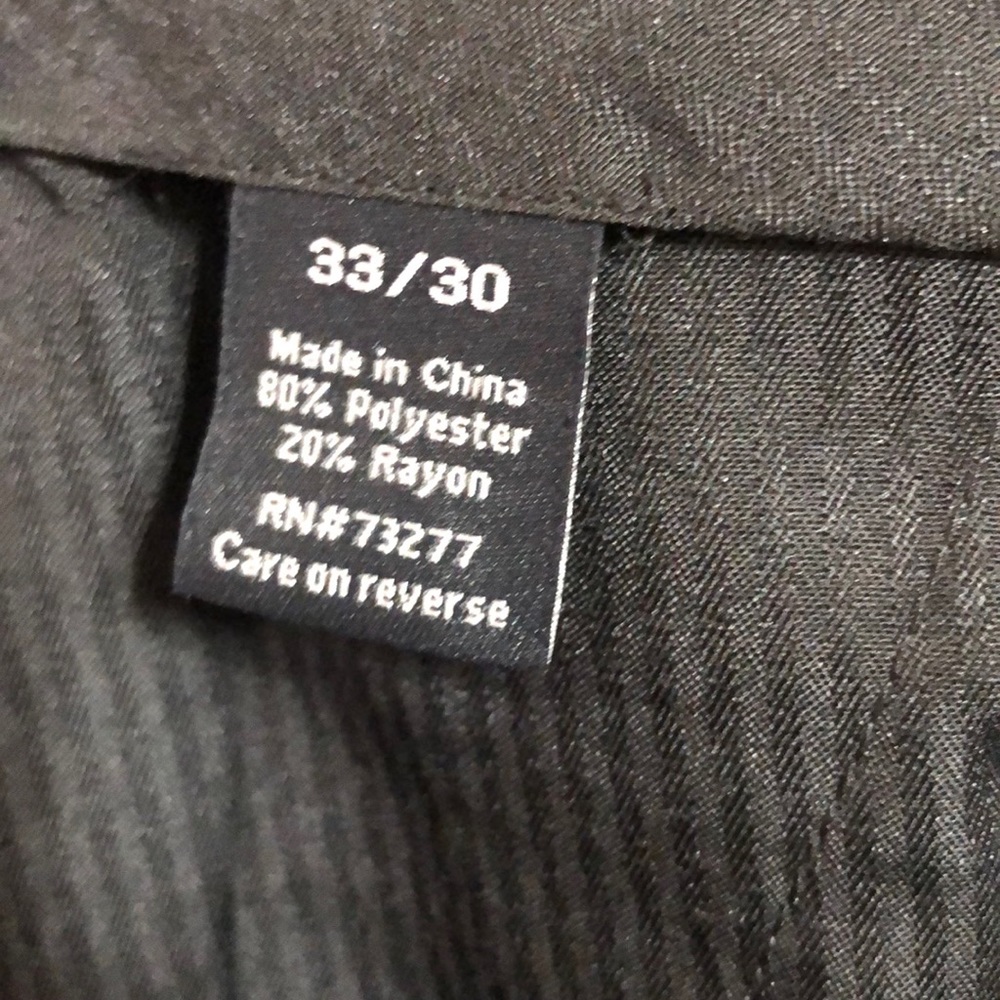 33/30
Made in China
80% Polyester
20% Rayon
RN#73277
Care on reverse